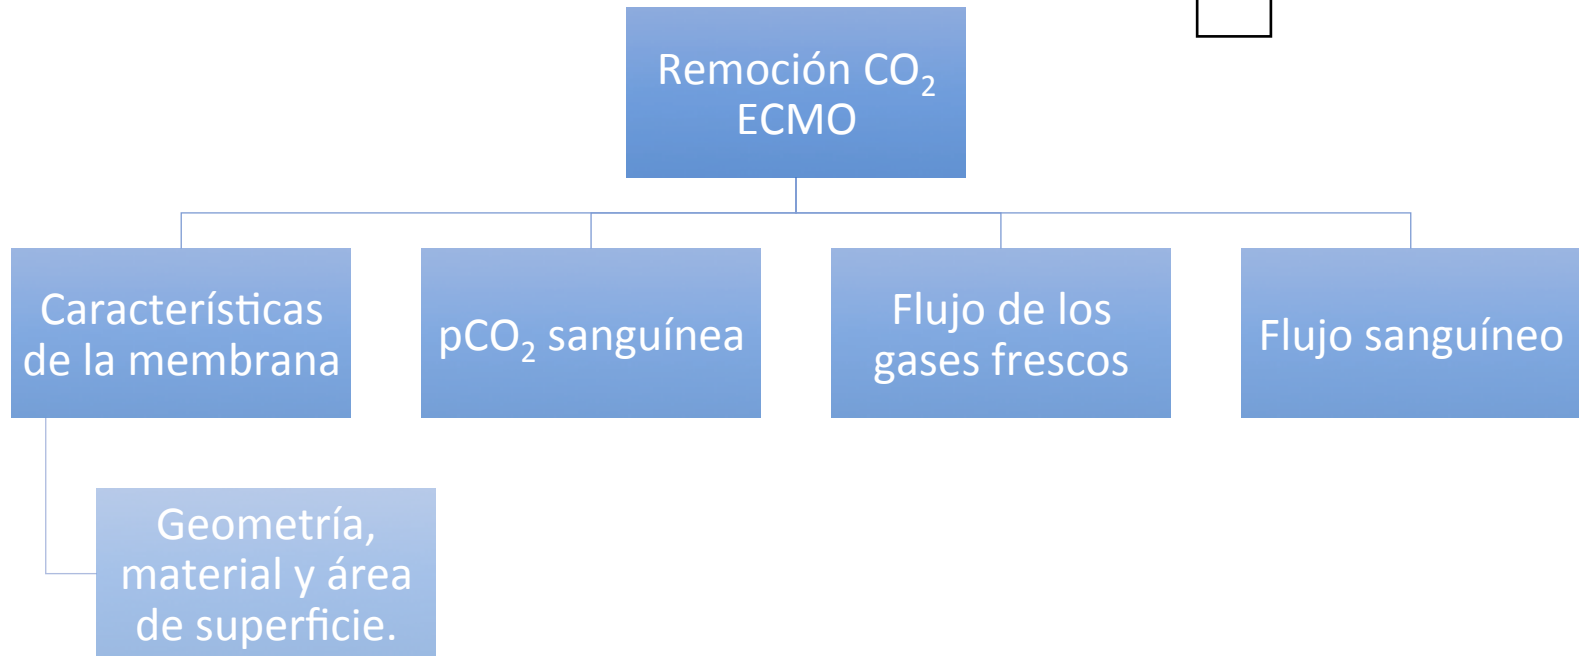 Remoción CO₂
ECMO
Características
de la membrana
pCO₂ sanguínea
Flujo de los
gases frescos
Flujo sanguíneo
Geometría,
material y área
de superficie.